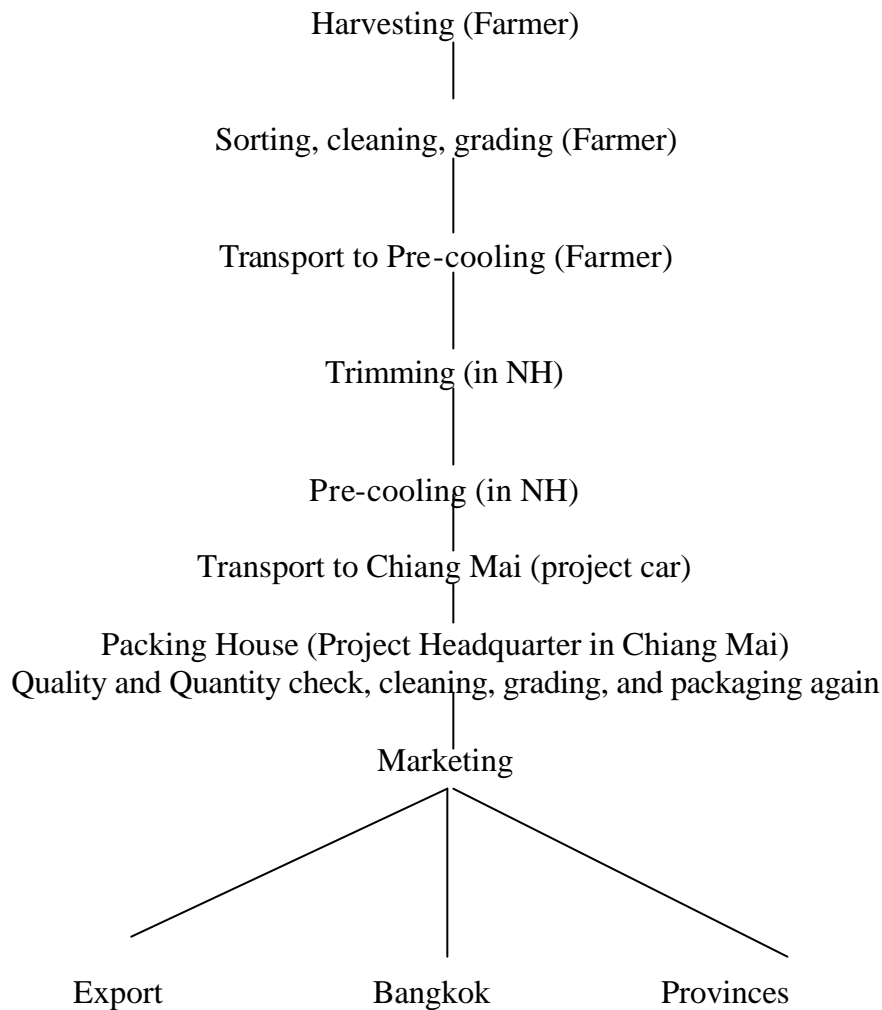 Harvesting (Farmer)
Sorting, cleaning, grading (Farmer)
Transport to Pre-cooling (Farmer)
Trimming (in NH)
Pre-cooling (in NH)
Transport to Chiang Mai (project car)
Packing House (Project Headquarter in Chiang Mai)
Quality and Quantity check, cleaning, grading, and packaging again
Marketing
Export Bangkok Provinces